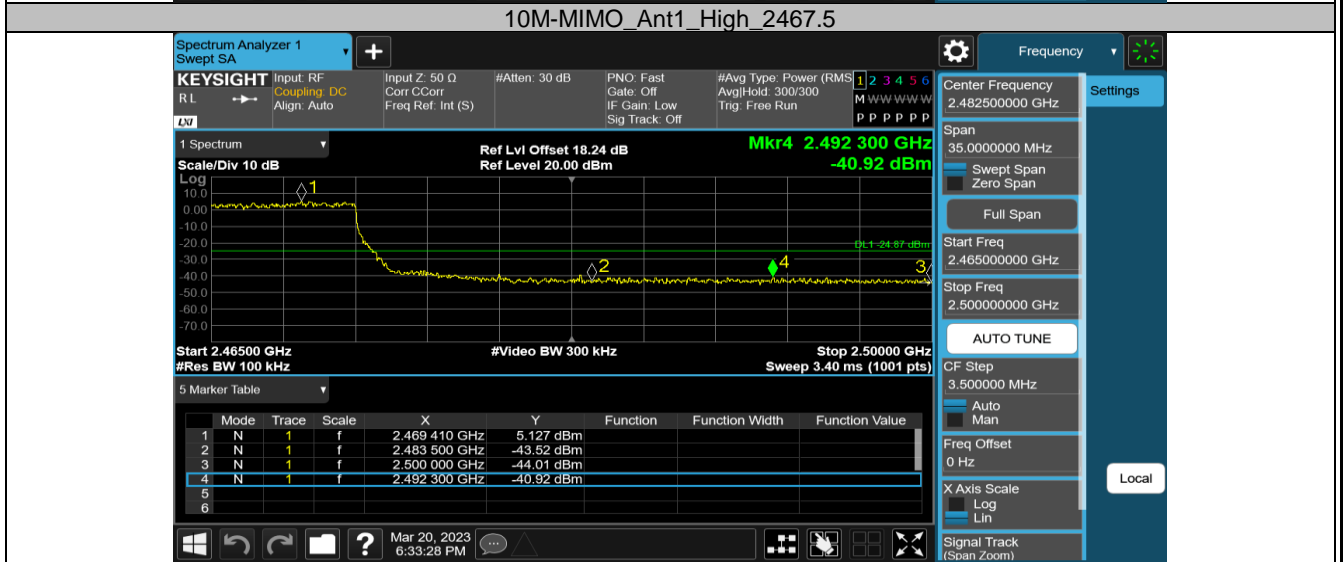 10M-MIMO_Ant1_High_2467.5
Spectrum Analyzer 1
Swept SA
▼
+
Frequency ▼
KEYSIGHT
R L
LXI
Input: RF
Coupling: DC
Align: Auto
Input Z: 50 Ω
Corr CCorr
Freq Ref: Int (S)
#Atten: 30 dB
PNO: Fast
Gate: Off
IF Gain: Low
Sig Track: Off
#Avg Type: Power (RMS
Avg|Hold: 300/300
Trig: Free Run
1 2 3 4 5 6
M W W W W W
P P P P P P
1 Spectrum ▼
Scale/Div 10 dB
Ref Lvl Offset 18.24 dB
Ref Level 20.00 dBm
Mkr4 2.492 300 GHz
-40.92 dBm
Log
10.0
0.00
-10.0
-20.0
-30.0
-40.0
-50.0
-60.0
-70.0
1
2
4
3
DL1 -24.87 dBm
Start 2.46500 GHz
#Res BW 100 kHz
#Video BW 300 kHz
Stop 2.50000 GHz
Sweep 3.40 ms (1001 pts)
5 Marker Table ▼
Mode Trace Scale X Y Function Function Width Function Value
1 N 1 f 2.469 410 GHz 5.127 dBm
2 N 1 f 2.483 500 GHz -43.52 dBm
3 N 1 f 2.500 000 GHz -44.01 dBm
4 N 1 f 2.492 300 GHz -40.92 dBm
5
6
?
Mar 20, 2023
6:33:28 PM
Center Frequency
2.482500000 GHz
Span
35.0000000 MHz
Swept Span
Zero Span
Full Span
Start Freq
2.465000000 GHz
Stop Freq
2.500000000 GHz
AUTO TUNE
CF Step
3.500000 MHz
Auto
Man
Freq Offset
0 Hz
X Axis Scale
Log
Lin
Signal Track
(Span Zoom)
Settings
Local